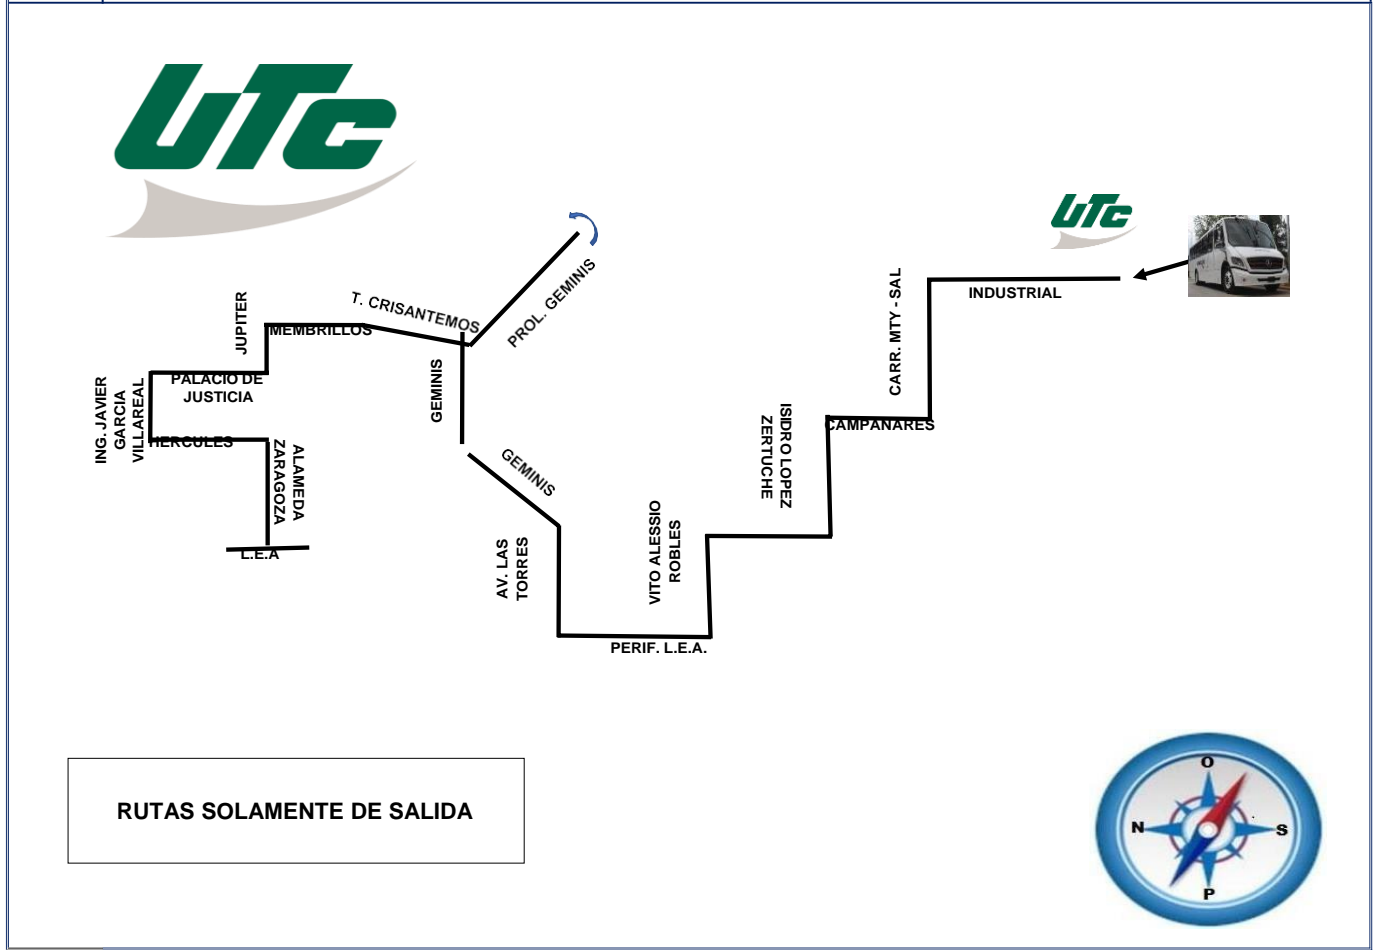 UTC
UTC
INDUSTRIAL
CARR. MTY - SAL
CAMPANARES
ISIDRO LOPEZ
ZERTUCHE
VITO ALESSIO
ROBLES
PERIF. L.E.A.
AV. LAS
TORRES
GEMINIS
GEMINIS
PROL. GEMINIS
T. CRISANTEMOS
MEMBRILLOS
JUPITER
PALACIO DE
JUSTICIA
ING. JAVIER
GARCIA
VILLAREAL
HERCULES
ALAMEDA
ZARAGOZA
L.E.A
RUTAS SOLAMENTE DE SALIDA
O
N
S
P